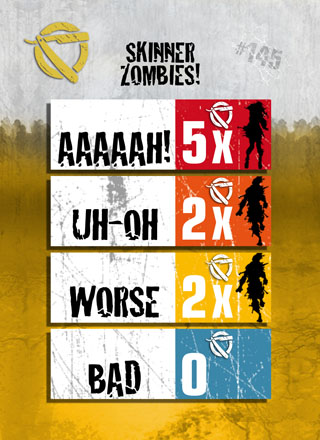 SKINNER
ZOMBIES!
#145
AAAAAH! 5X
UH-OH 2X
WORSE 2X
BAD 0